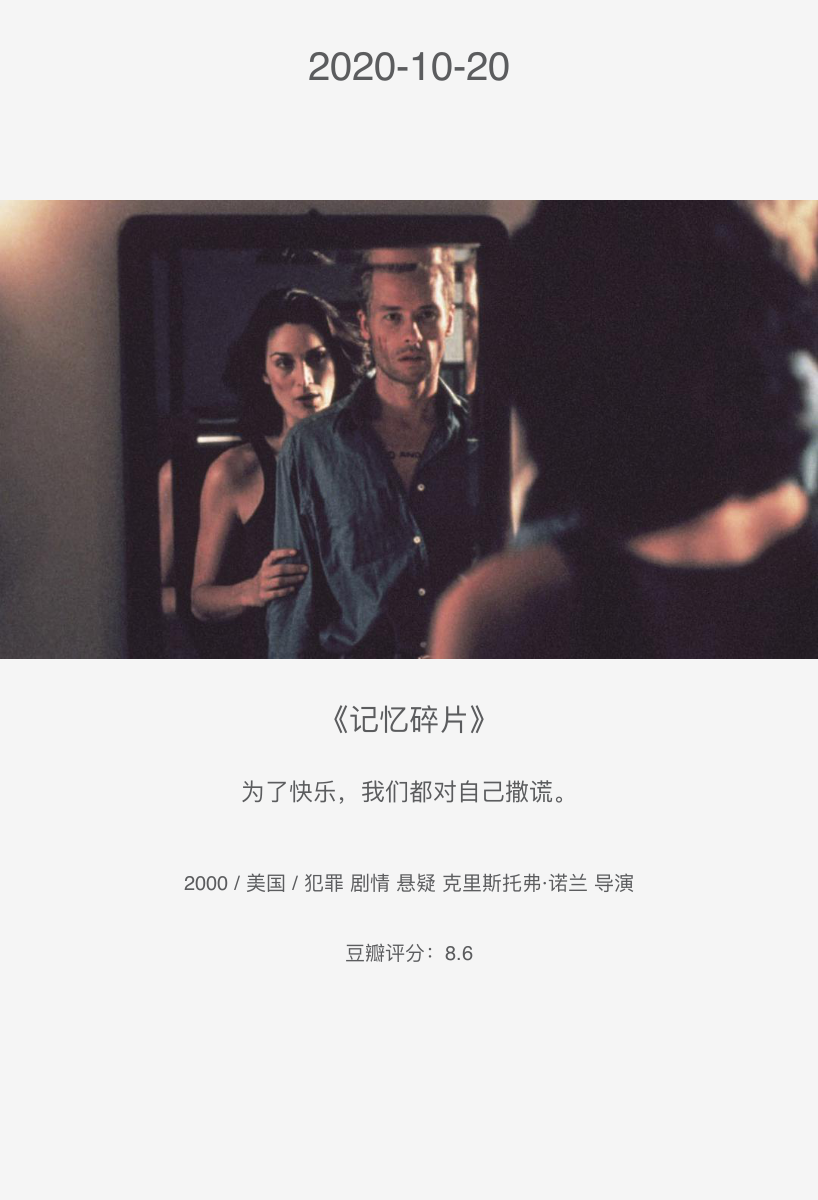 2020-10-20
《记忆碎片》
为了快乐，我们都对自己撒谎。
2000 / 美国 / 犯罪 剧情 悬疑 克里斯托弗·诺兰 导演
豆瓣评分：8.6